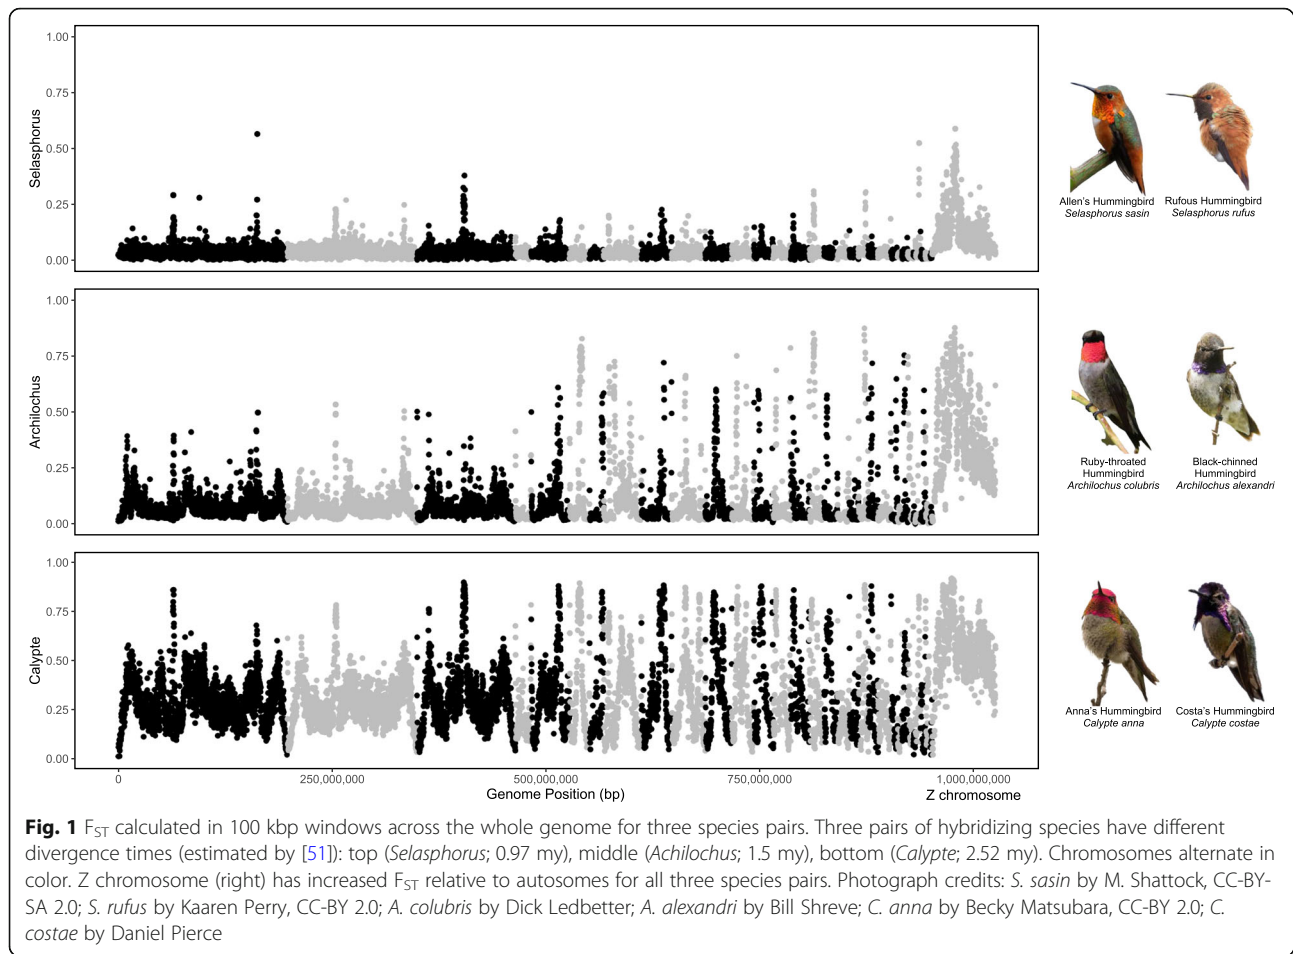 1.00
0.75
0.50
0.25
0.00
Selasphorus
Allen's Hummingbird
Selasphorus sasin
Rufous Hummingbird
Selasphorus rufus
1.00
0.75
0.50
0.25
0.00
Archilochus
Ruby-throated
Hummingbird
Archilochus colubris
Black-chinned
Hummingbird
Archilochus alexandri
1.00
0.75
0.50
0.25
0.00
Calypte
Anna's Hummingbird
Calypte anna
Costa's Hummingbird
Calypte costae
0
250,000,000
500,000,000
750,000,000
1,000,000,000
Genome Position (bp)
Z chromosome
Fig. 1 FST calculated in 100 kbp windows across the whole genome for three species pairs. Three pairs of hybridizing species have different
divergence times (estimated by [51]): top (Selasphorus; 0.97 my), middle (Achilochus; 1.5 my), bottom (Calypte; 2.52 my). Chromosomes alternate in
color. Z chromosome (right) has increased FST relative to autosomes for all three species pairs. Photograph credits: S. sasin by M. Shattock, CC-BY-
SA 2.0; S. rufus by Kaaren Perry, CC-BY 2.0; A. colubris by Dick Ledbetter; A. alexandri by Bill Shreve; C. anna by Becky Matsubara, CC-BY 2.0; C.
costae by Daniel Pierce